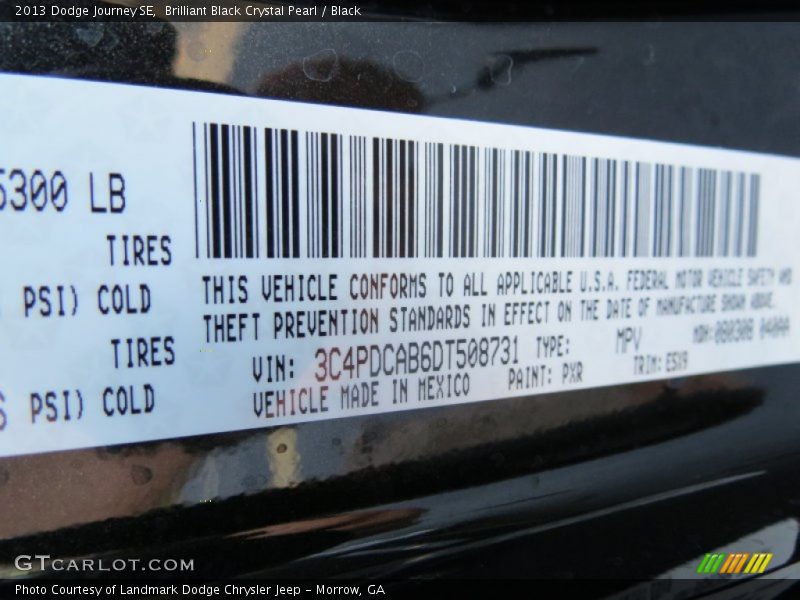 2013 Dodge Journey SE,  Brilliant Black Crystal Pearl / Black
5300 LB
TIRES
PSI) COLD
TIRES
PSI) COLD
THIS VEHICLE CONFORMS TO ALL APPLICABLE U.S.A. FEDERAL MOTOR VEHICLE SAFETY AND
THEFT PREVENTION STANDARDS IN EFFECT ON THE DATE OF MANUFACTURE SHOWN ABOVE.
VIN: 3C4PDCAB6DT508731 TYPE: MPV
VEHICLE MADE IN MEXICO PAINT: PXR TRIM:
GTCARLOT.COM
Photo Courtesy of Landmark Dodge Chrysler Jeep – Morrow, GA